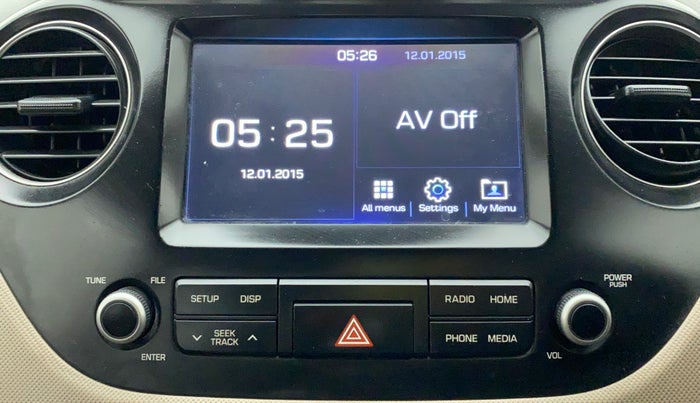 05:26 12.01.2015
05:25
AV Off
12.01.2015
All menus Settings My Menu
TUNE FILE
POWER
PUSH
SETUP DISP
RADIO HOME
SEEK
TRACK
PHONE MEDIA
ENTER
VOL